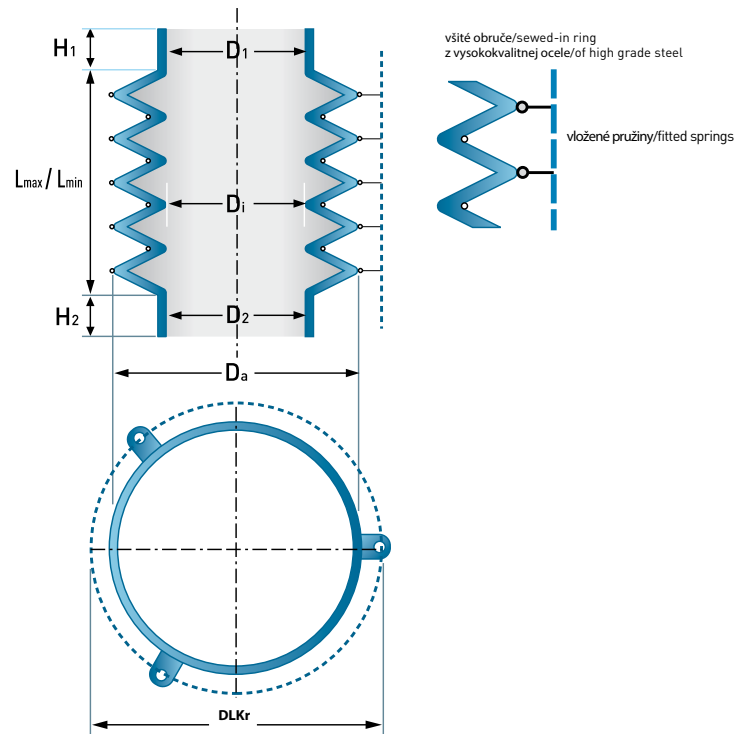 H1
D1
všité obruče/sewed-in ring
z vysokokvalitnej ocele/of high grade steel
vložené pružiny/fitted springs
Lmax / Lmin
Di
H2
D2
Da
DLKr